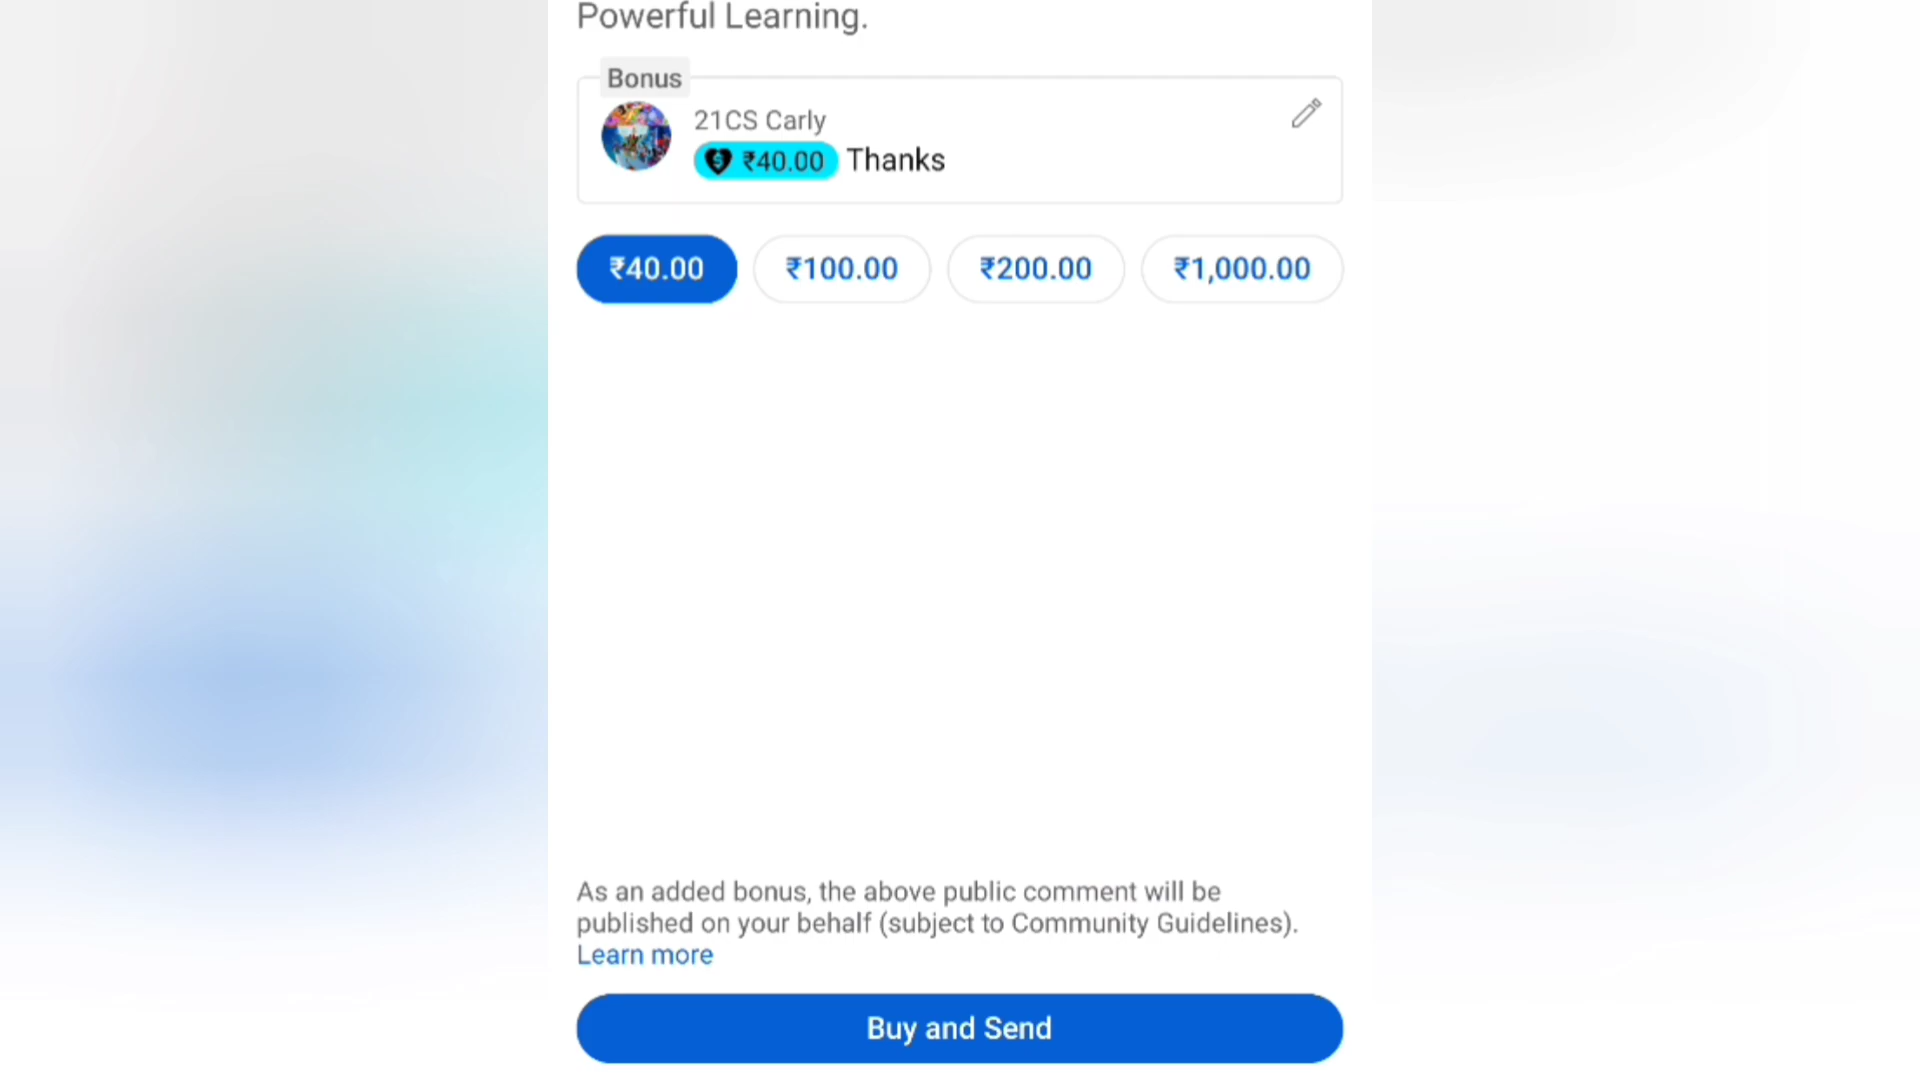 Powerful Learning.
Bonus
21CS Carly
₹40.00 Thanks
₹40.00 ₹100.00 ₹200.00 ₹1,000.00
As an added bonus, the above public comment will be
published on your behalf (subject to Community Guidelines).
Learn more
Buy and Send